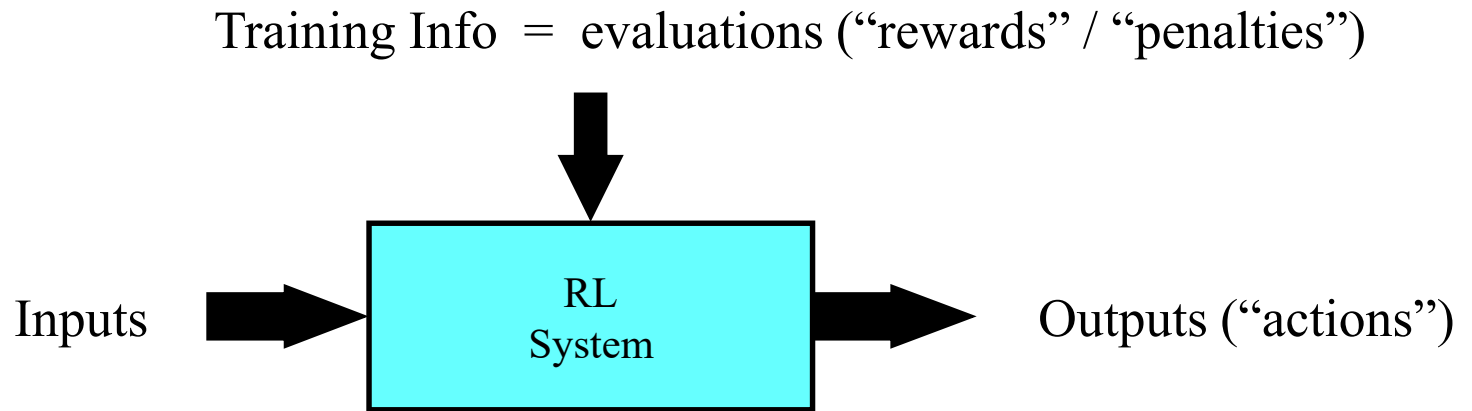 Training Info = evaluations (“rewards” / “penalties”)
RL
System
Inputs
Outputs (“actions”)